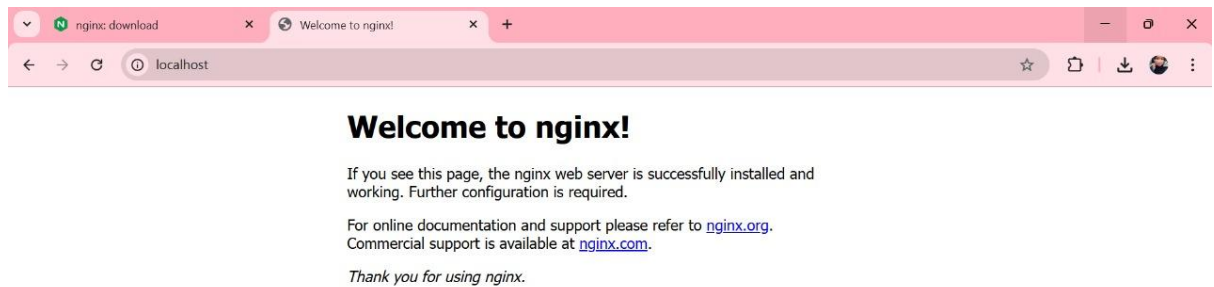 nginx: download
Welcome to nginx!
localhost
Welcome to nginx!
If you see this page, the nginx web server is successfully installed and
working. Further configuration is required.
For online documentation and support please refer to nginx.org.
Commercial support is available at nginx.com.
Thank you for using nginx.